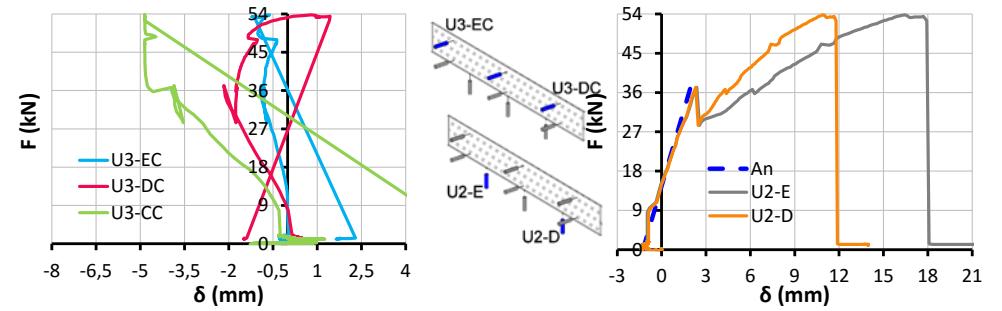 54
45
36
27
18
9
0
F (kN)
U3-EC
U3-DC
U3-CC
-8
-6,5
-5
-3,5
-2
-0,5
1
2,5
4
δ (mm)
U3-EC
U3-DC
U2-E
U2-D
54
45
36
27
18
9
0
F (kN)
An
U2-E
U2-D
-3
0
3
6
9
12
15
18
21
δ (mm)